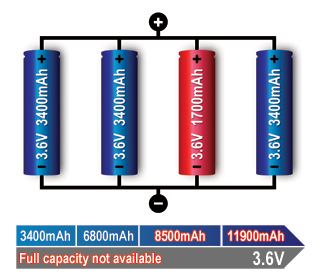 +
+ + + +
3.6V 3400mAh
3.6V 3400mAh
3.6V 1700mAh
3.6V 3400mAh
− − − −
−
3400mAh 6800mAh 8500mAh 11900mAh
Full capacity not available 3.6V